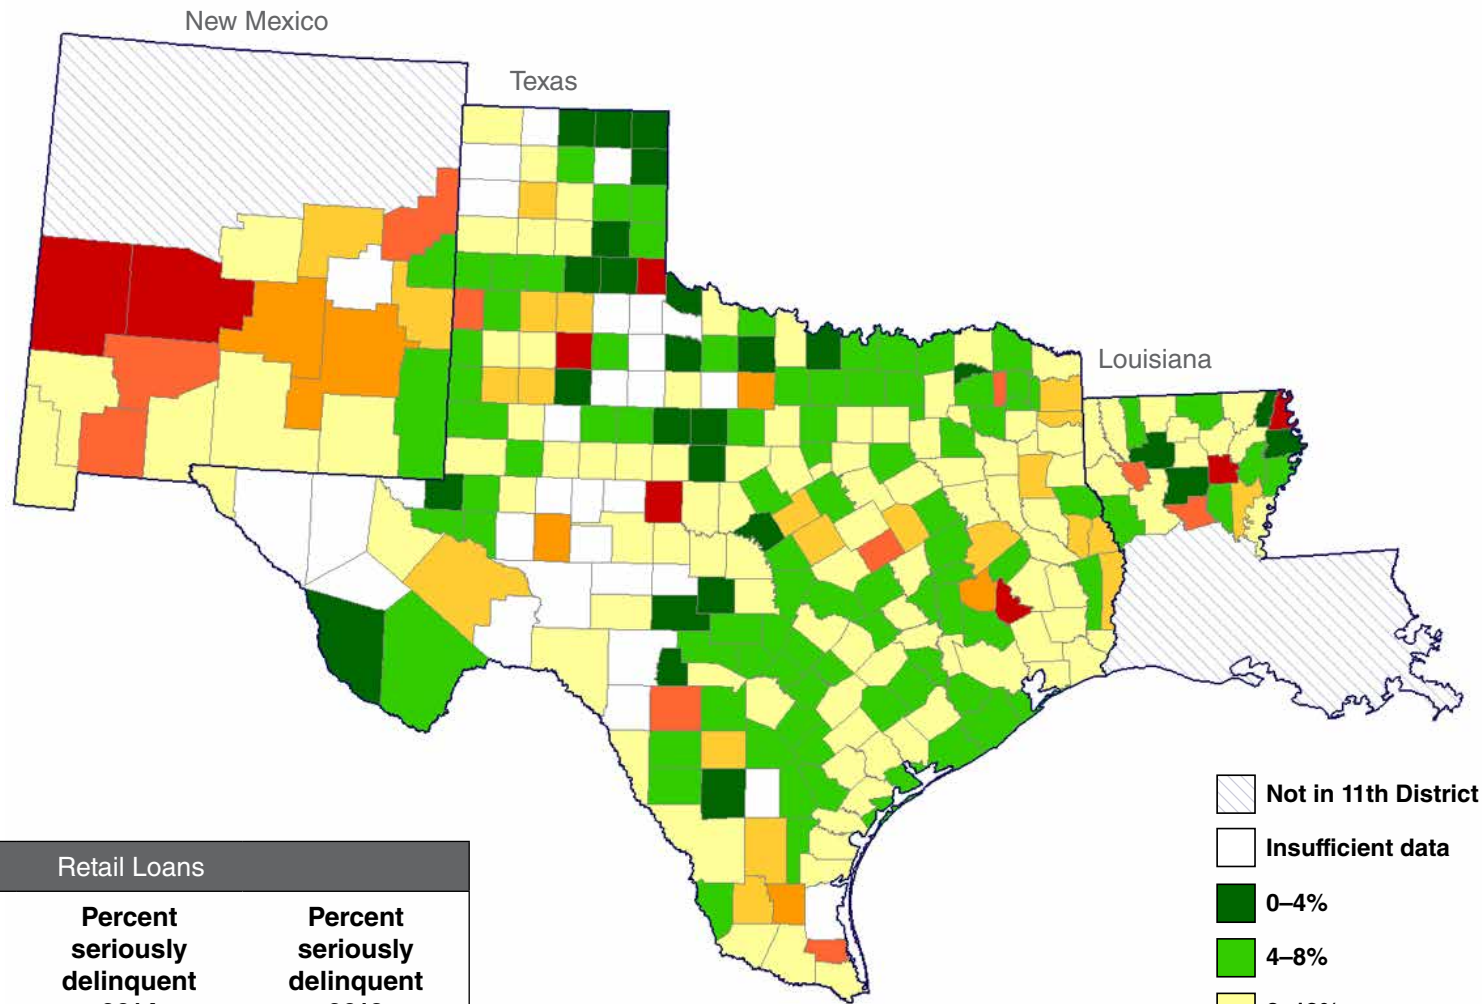 New Mexico
Texas
Louisiana
Not in 11th District
Insufficient data
0–4%
4–8%
Retail Loans
Percent
seriously
delinquent
Percent
seriously
delinquent